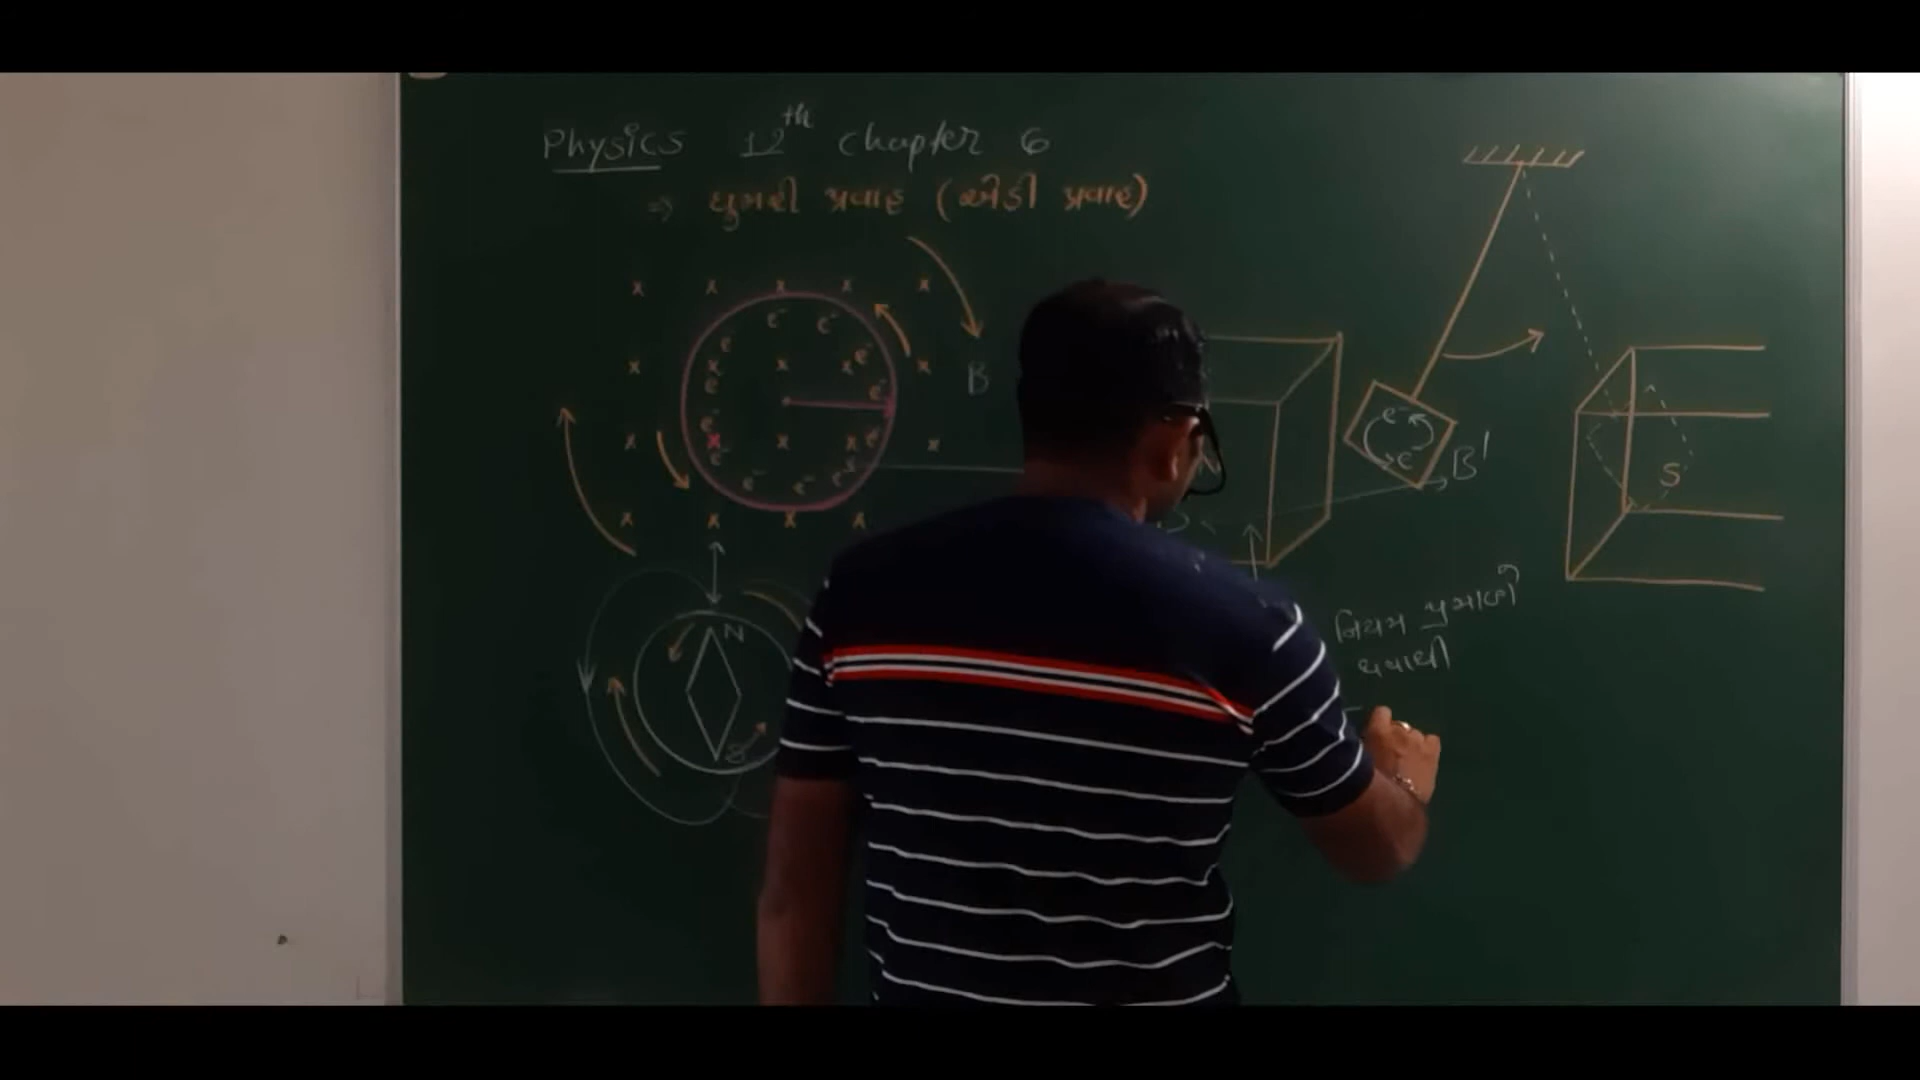 Physics 12th chapter 6
⇒ ઘુમરી પ્રવાહ (એડી પ્રવાહ)
x x x x x
e⁻ e⁻
e⁻ e⁻
x x x x x
B
e e⁻
e⁻
x x x x x
e⁻ e⁻
e⁻ e⁻ e⁻
x x x x
N
S
e⁻
e⁻
B'
N
S
નિયમ પ્રમાણે
થવાથી